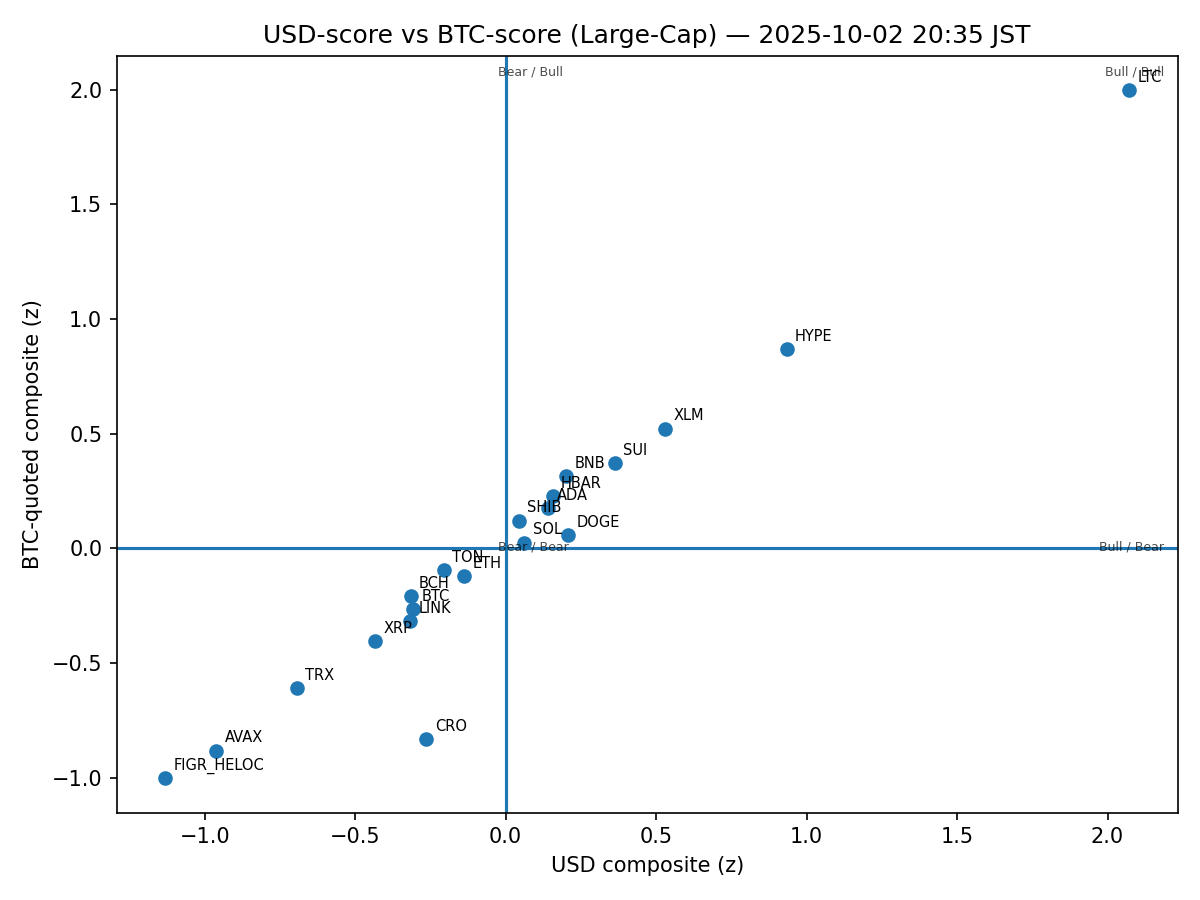 USD-score vs BTC-score (Large-Cap) — 2025-10-02 20:35 JST
Bear / Bull
Bull / Bull
LTC
HYPE
XLM
SUI
BNB
HBAR
ADA
SHIB
DOGE
SOL
Bear / Bear
Bull / Bear
TON
ETH
BCH
BTC
LINK
XRP
TRX
CRO
AVAX
FIGR_HELOC
2.0
1.5
1.0
0.5
0.0
−0.5
−1.0
BTC-quoted composite (z)
−1.0
−0.5
0.0
0.5
1.0
1.5
2.0
USD composite (z)